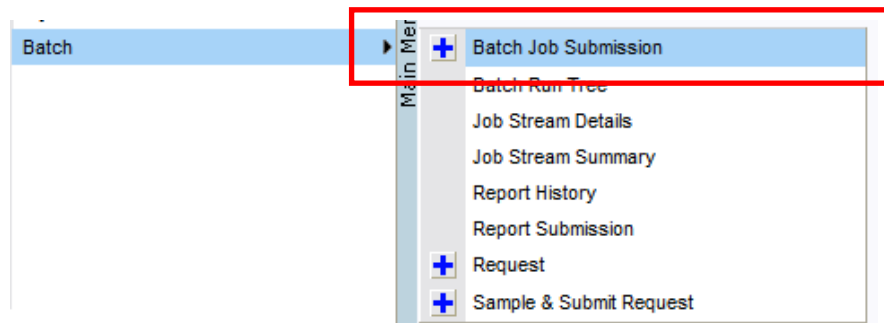 Batch
Main Men
Batch Job Submission
Batch Run Tree
Job Stream Details
Job Stream Summary
Report History
Report Submission
Request
Sample & Submit Request